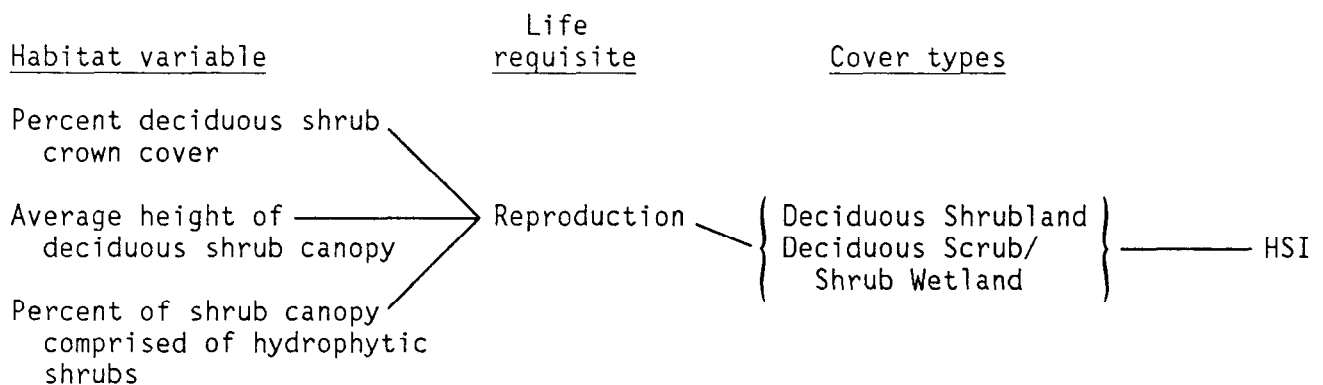 Life
Habitat variable requisite Cover types
Percent deciduous shrub
crown cover
Average height of Reproduction Deciduous Shrubland
deciduous shrub canopy Deciduous Scrub/ HSI
Shrub Wetland
Percent of shrub canopy
comprised of hydrophytic
shrubs